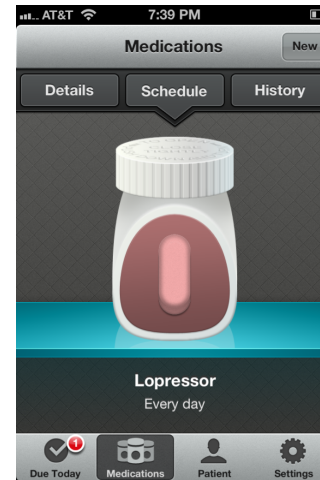 AT&T 7:39 PM
Medications New
Details Schedule History
Lopressor
Every day
1
Due Today Medications Patient Settings